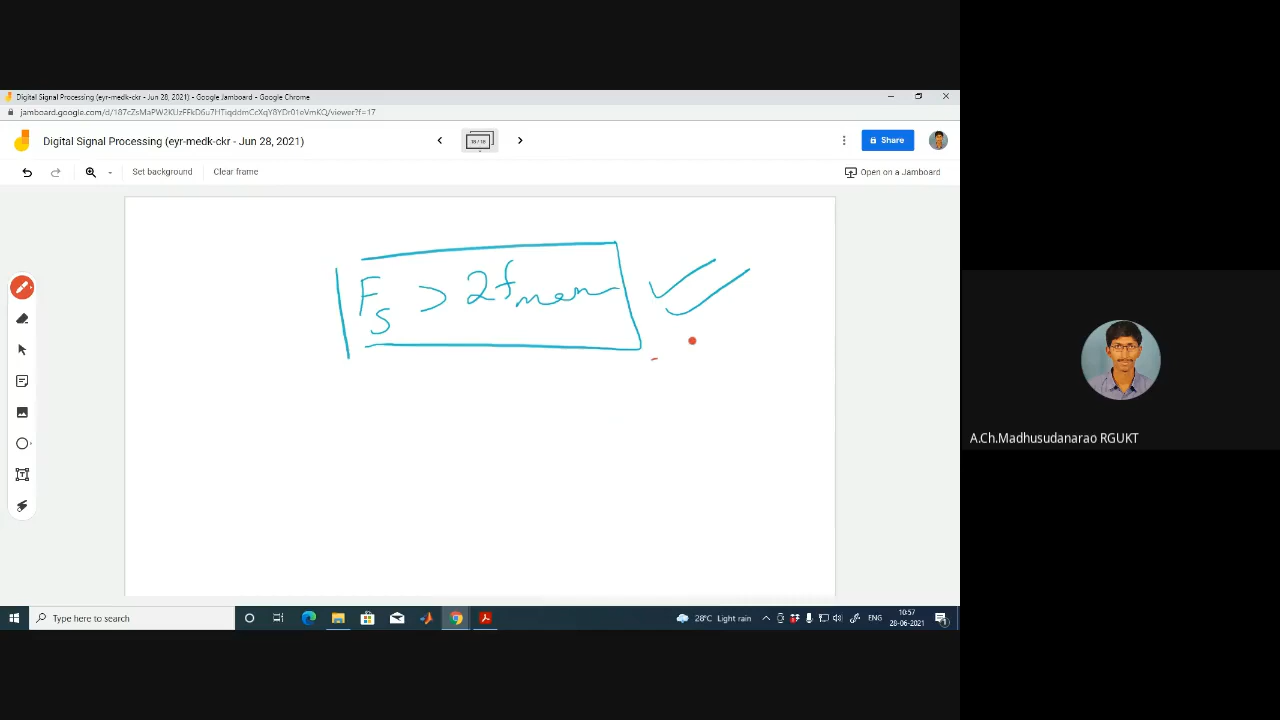 Digital Signal Processing (eyr-medk-ckr - Jun 28, 2021) - Google Jamboard - Google Chrome
Digital Signal Processing (eyr-medk-ckr - Jun 28, 2021)
18 / 18
Share
Set background
Clear frame
Open on a Jamboard
Fs > 2fmax
A.Ch.Madhusudanarao RGUKT
Type here to search
28°C Light rain
ENG
10:57
28-06-2021